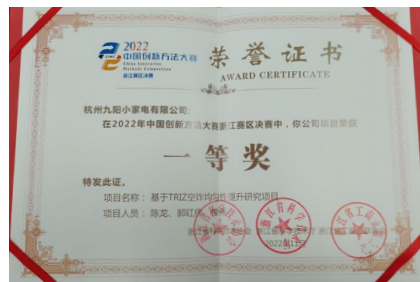 2022
中国创新方法大赛
China Innovation
Methods Competition
浙江赛区决赛
荣誉证书
AWARD CERTIFICATE
杭州九阳小家电有限公司:
在2022年中国创新方法大赛浙江赛区决赛中,你公司项目荣获
一等奖
特发此证。
项目名称:基于TRIZ空炸均匀性提升研究项目
项目人员:陈龙、郭红
2022年11月